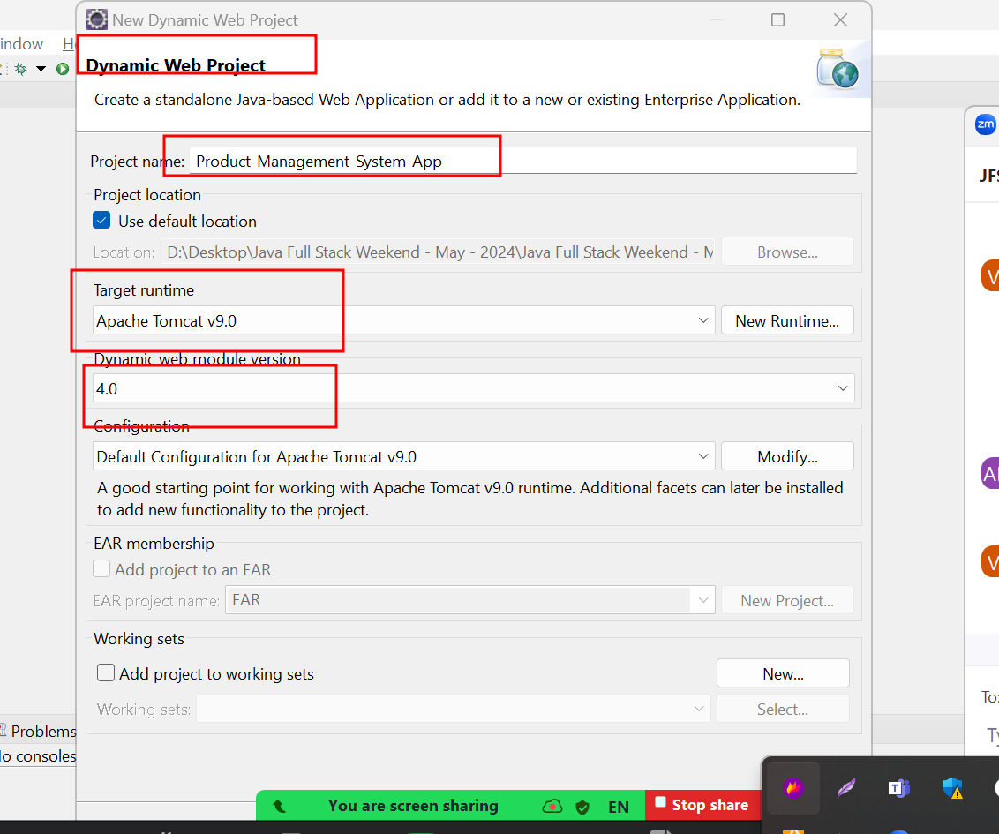 New Dynamic Web Project
indow
Dynamic Web Project
Create a standalone Java-based Web Application or add it to a new or existing Enterprise Application.
zm
Project name: Product_Management_System_App
Project location
Use default location
Location: D:\Desktop\Java Full Stack Weekend - May - 2024\Java Full Stack Weekend - M
Browse...
Target runtime
Apache Tomcat v9.0
New Runtime...
Dynamic web module version
4.0
Configuration
Default Configuration for Apache Tomcat v9.0
Modify...
A good starting point for working with Apache Tomcat v9.0 runtime. Additional facets can later be installed
to add new functionality to the project.
EAR membership
Add project to an EAR
EAR project name: EAR
New Project...
Working sets
Add project to working sets
New...
Working sets:
Select...
To:
Problems
lo consoles
You are screen sharing
EN
Stop share